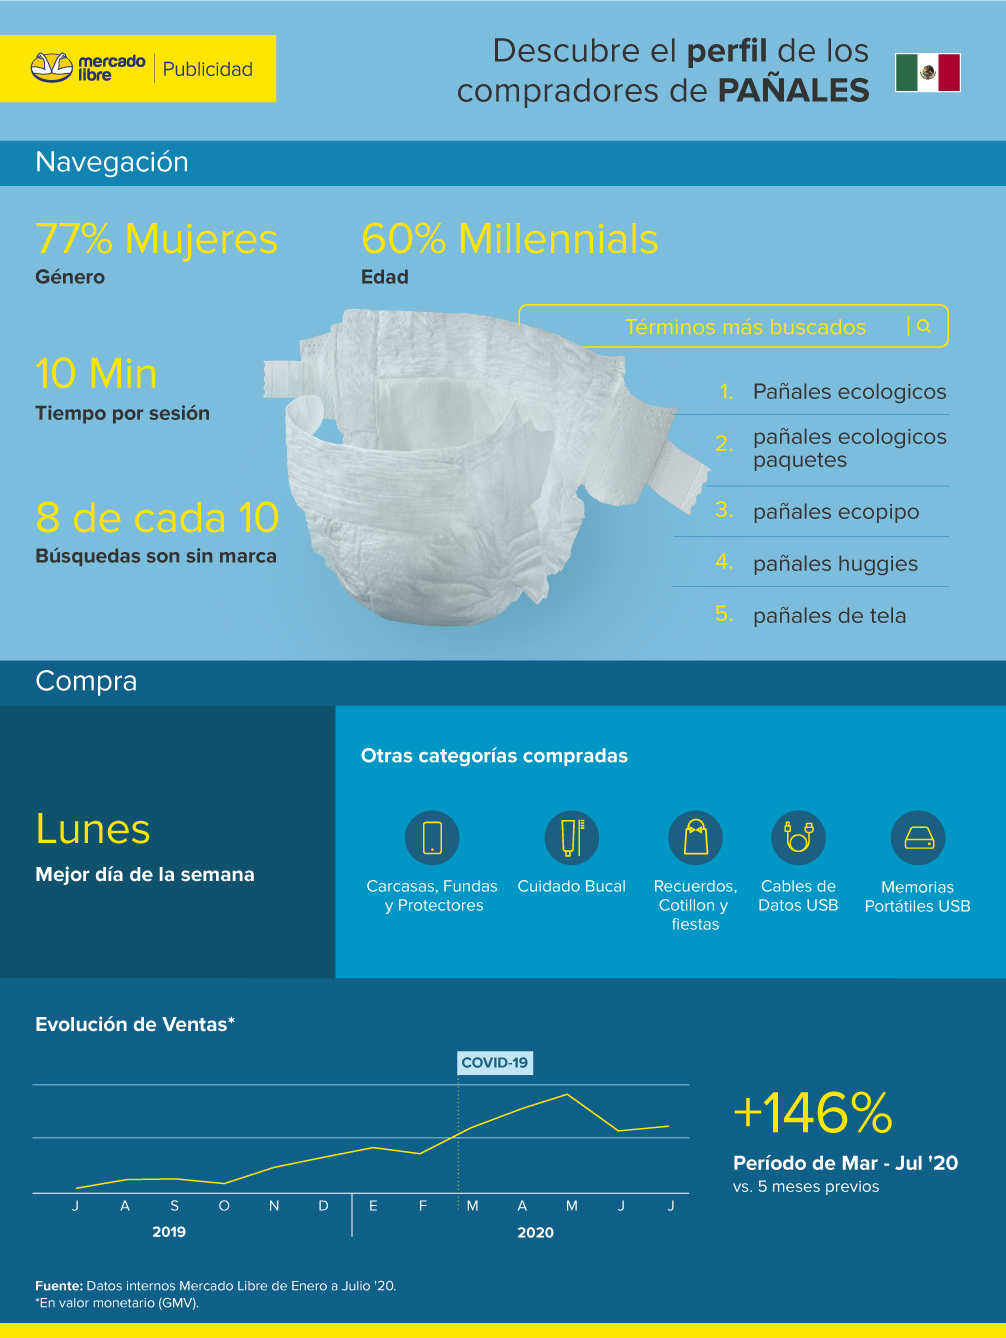 mercado
libre
Publicidad
Descubre el perfil de los
compradores de PAÑALES
Navegación
77% Mujeres
Género
60% Millennials
Edad
10 Min
Tiempo por sesión
8 de cada 10
Búsquedas son sin marca
Términos más buscados
1. Pañales ecologicos
2. pañales ecologicos
paquetes
3. pañales ecopipo
4. pañales huggies
5. pañales de tela
Compra
Lunes
Mejor día de la semana
Otras categorías compradas
Carcasas, Fundas
y Protectores
Cuidado Bucal
Recuerdos,
Cotillon y
fiestas
Cables de
Datos USB
Memorias
Portátiles USB
Evolución de Ventas*
COVID-19
J A S O N D E F M A M J J
2019 2020
+146%
Período de Mar - Jul '20
vs. 5 meses previos
Fuente: Datos internos Mercado Libre de Enero a Julio '20.
*En valor monetario (GMV).